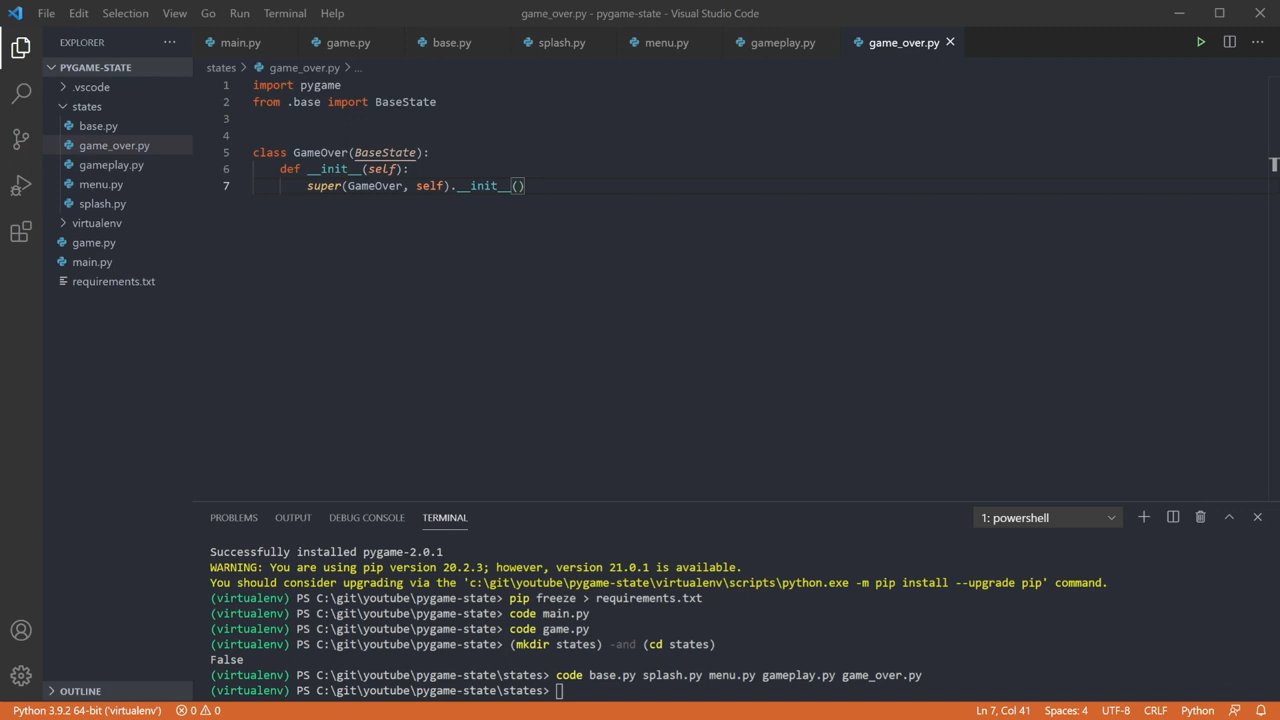 File Edit Selection View Go Run Terminal Help
game_over.py - pygame-state - Visual Studio Code
EXPLORER
main.py game.py base.py splash.py menu.py gameplay.py game_over.py
PYGAME-STATE
.vscode
states
base.py
game_over.py
gameplay.py
menu.py
splash.py
virtualenv
game.py
main.py
requirements.txt
OUTLINE
states > game_over.py > ...
1 import pygame
2 from .base import BaseState
3
4
5 class GameOver(BaseState):
6 def __init__(self):
7 super(GameOver, self).__init__()
PROBLEMS OUTPUT DEBUG CONSOLE TERMINAL
1: powershell
Successfully installed pygame-2.0.1
WARNING: You are using pip version 20.2.3; however, version 21.0.1 is available.
You should consider upgrading via the 'c:\git\youtube\pygame-state\virtualenv\scripts\python.exe -m pip install --upgrade pip' command.
(virtualenv) PS C:\git\youtube\pygame-state> pip freeze > requirements.txt
(virtualenv) PS C:\git\youtube\pygame-state> code main.py
(virtualenv) PS C:\git\youtube\pygame-state> code game.py
(virtualenv) PS C:\git\youtube\pygame-state> (mkdir states) -and (cd states)
False
(virtualenv) PS C:\git\youtube\pygame-state\states> code base.py splash.py menu.py gameplay.py game_over.py
(virtualenv) PS C:\git\youtube\pygame-state\states>
Python 3.9.2 64-bit ('virtualenv') 0 0 Ln 7, Col 41 Spaces: 4 UTF-8 CRLF Python